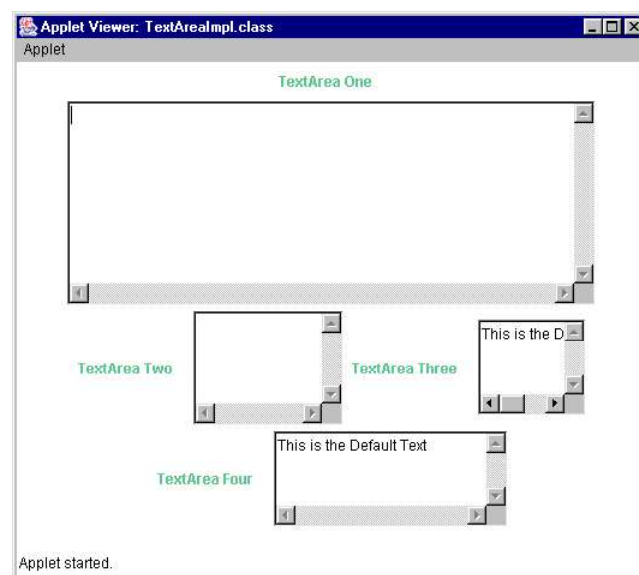 Applet Viewer: TextAreaImpl.class
Applet
TextArea One
TextArea Two
TextArea Three
This is the D
TextArea Four
This is the Default Text
Applet started.